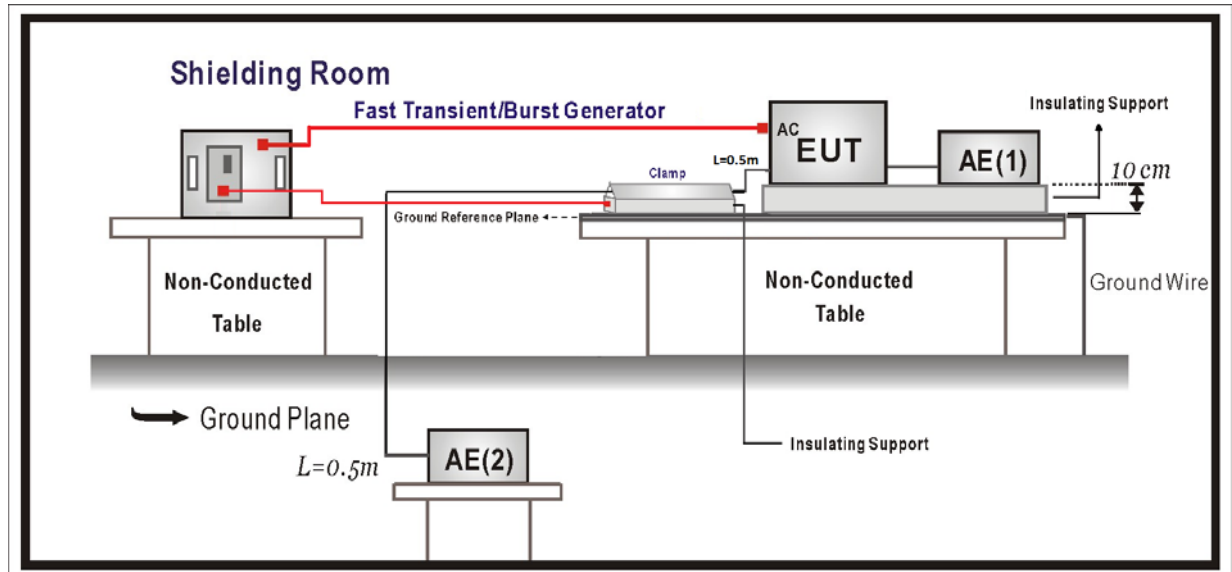 Shielding Room
Fast Transient/Burst Generator
Insulating Support
AC
EUT
AE(1)
L=0.5m
10 cm
Clamp
Ground Reference Plane
Non-Conducted
Table
Non-Conducted
Table
Ground Wire
Ground Plane
Insulating Support
L=0.5m
AE(2)